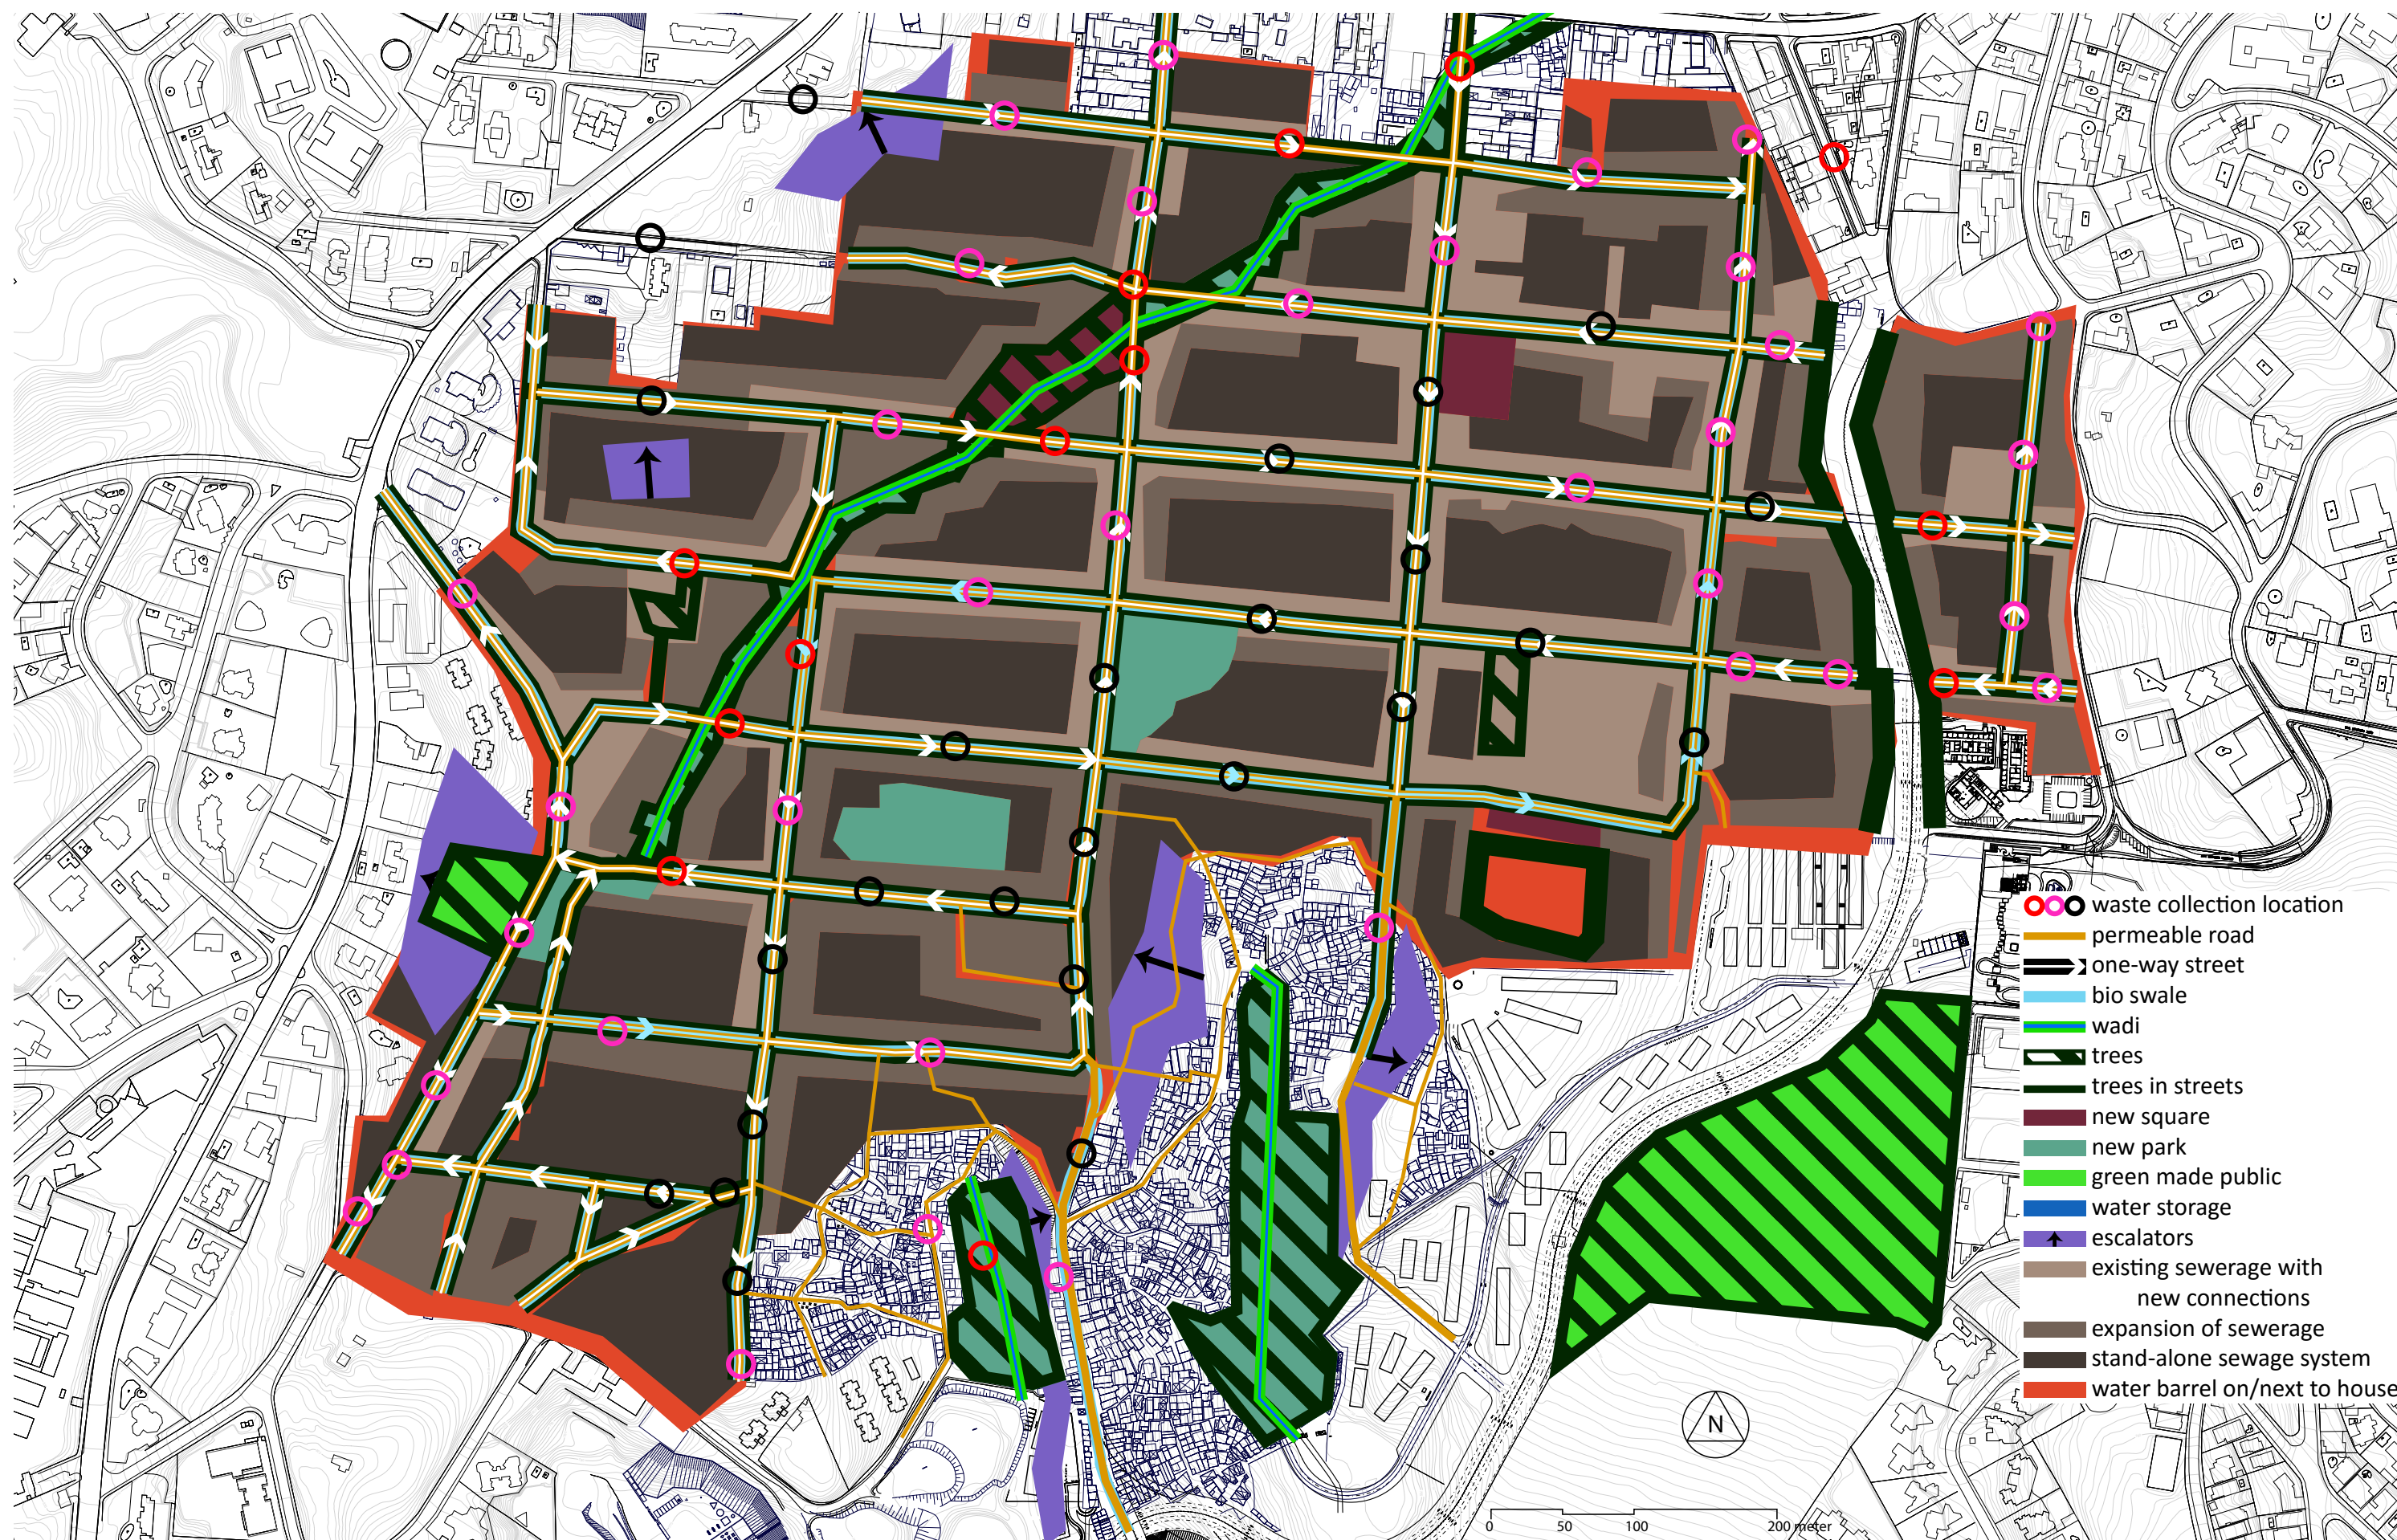 waste collection location
permeable road
one-way street
bio swale
wadi
trees
trees in streets
new square
new park
green made public
water storage
escalators
existing sewerage with
new connections
expansion of sewerage
stand-alone sewage system
water barrel on/next to house
N
0 50 100 200 meter